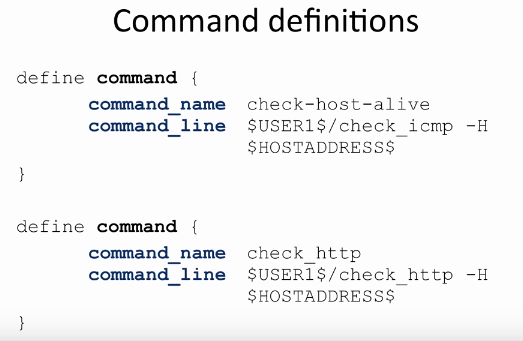 Command definitions
define command {
command_name check-host-alive
command_line $USER1$/check_icmp -H
$HOSTADDRESS$
}
define command {
command_name check_http
command_line $USER1$/check_http -H
$HOSTADDRESS$
}